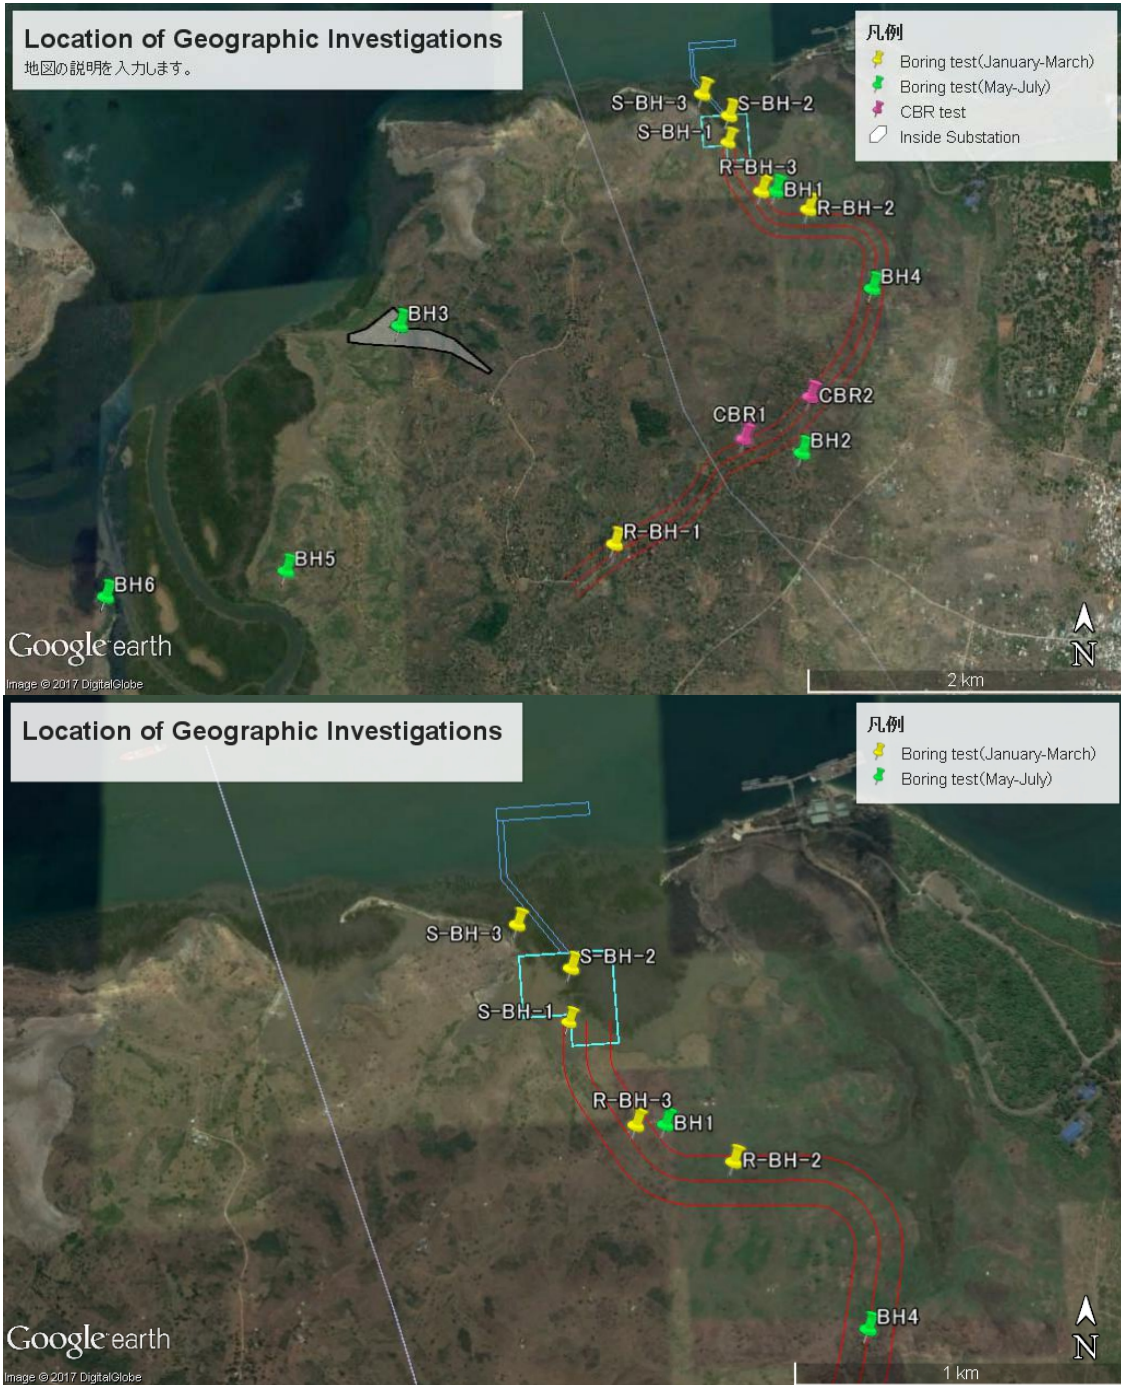 Location of Geographic Investigations
地図の説明を入力します。
凡例
Boring test(January-March)
Boring test(May-July)
CBR test
Inside Substation
S-BH-3
S-BH-2
S-BH-1
R-BH-3
BH1
R-BH-2
BH4
BH3
CBR2
CBR1
BH2
R-BH-1
BH5
BH6
Google earth
N
Image © 2017 DigitalGlobe
2 km
Location of Geographic Investigations
凡例
Boring test(January-March)
Boring test(May-July)
S-BH-3
S-BH-2
S-BH-1
R-BH-3
BH1
R-BH-2
BH4
Google earth
N
Image © 2017 DigitalGlobe
1 km